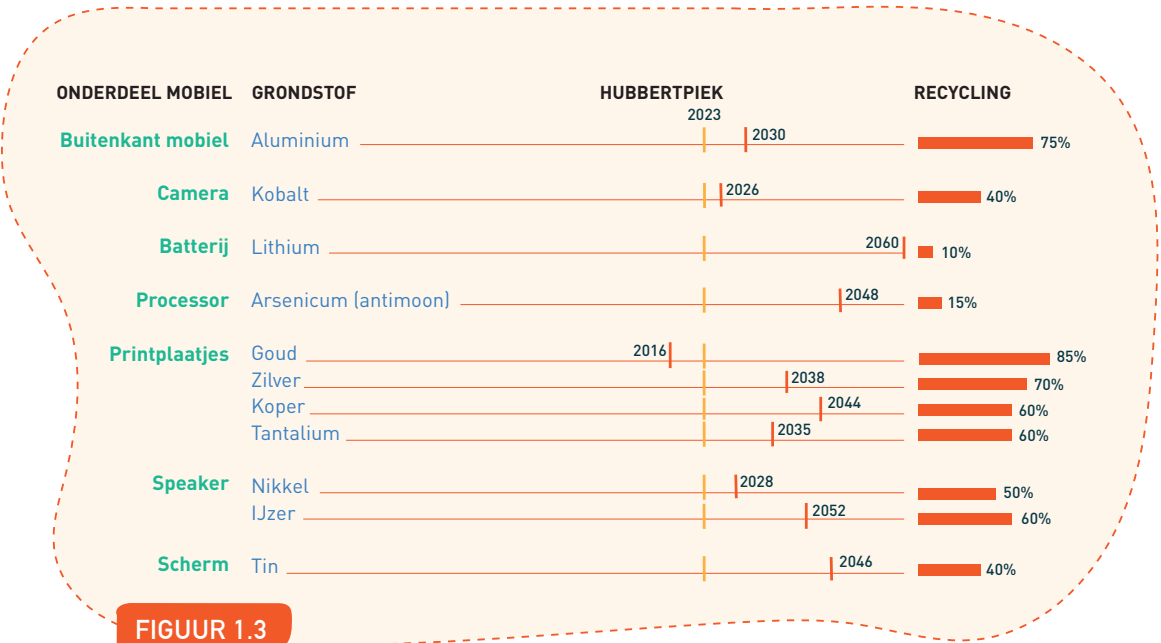 ONDERDEEL MOBIEL GRONDSTOF HUBBERTPIEK RECYCLING
2023
Buitenkant mobiel Aluminium 2030 75%
Camera Kobalt 2026 40%
Batterij Lithium 2060 10%
Processor Arsenicum (antimoon) 2048 15%
Printplaatjes Goud 2016 85%
Zilver 2038 70%
Koper 2044 60%
Tantalium 2035 60%
Speaker Nikkel 2028 50%
IJzer 2052 60%
Scherm Tin 2046 40%
FIGUUR 1.3